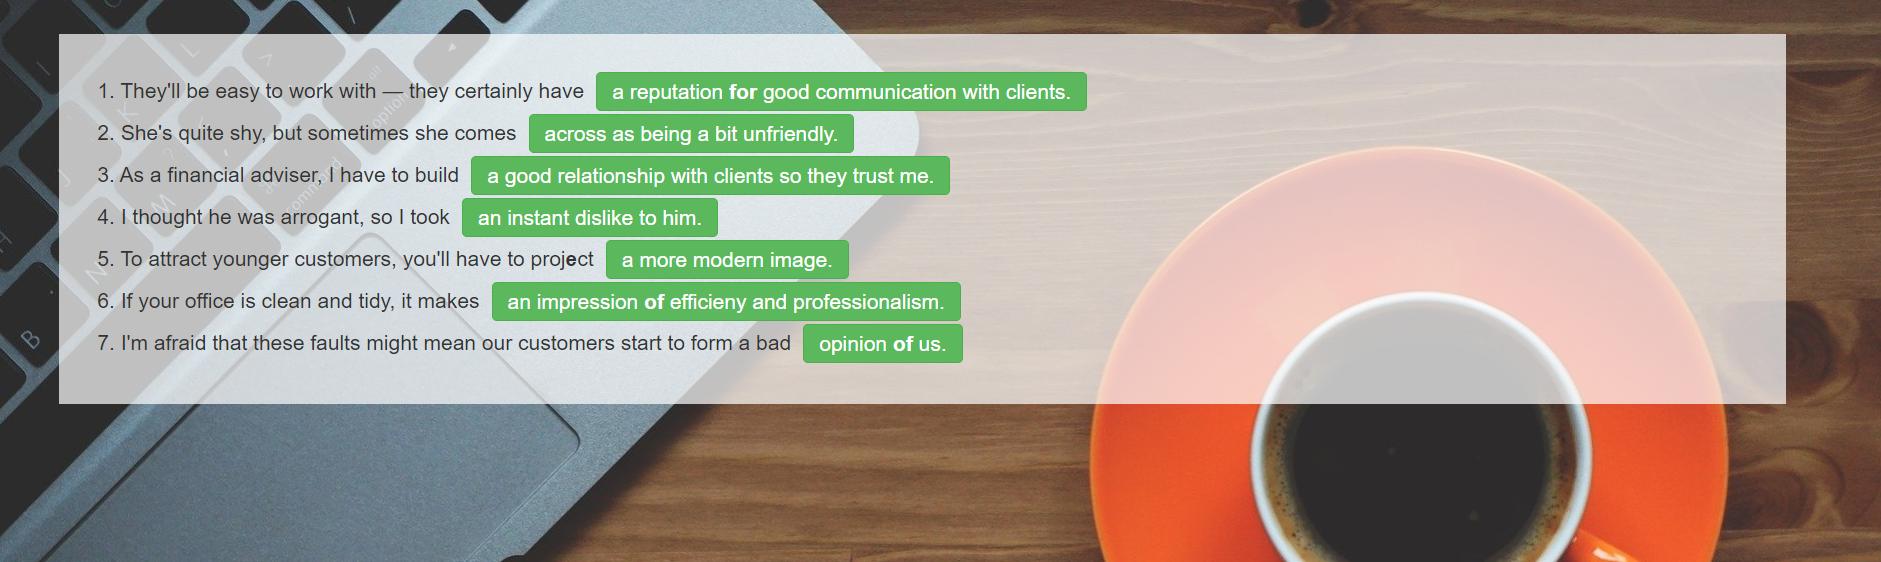 1. They'll be easy to work with — they certainly have a reputation for good communication with clients.
2. She's quite shy, but sometimes she comes across as being a bit unfriendly.
3. As a financial adviser, I have to build a good relationship with clients so they trust me.
4. I thought he was arrogant, so I took an instant dislike to him.
5. To attract younger customers, you'll have to project a more modern image.
6. If your office is clean and tidy, it makes an impression of efficieny and professionalism.
7. I'm afraid that these faults might mean our customers start to form a bad opinion of us.